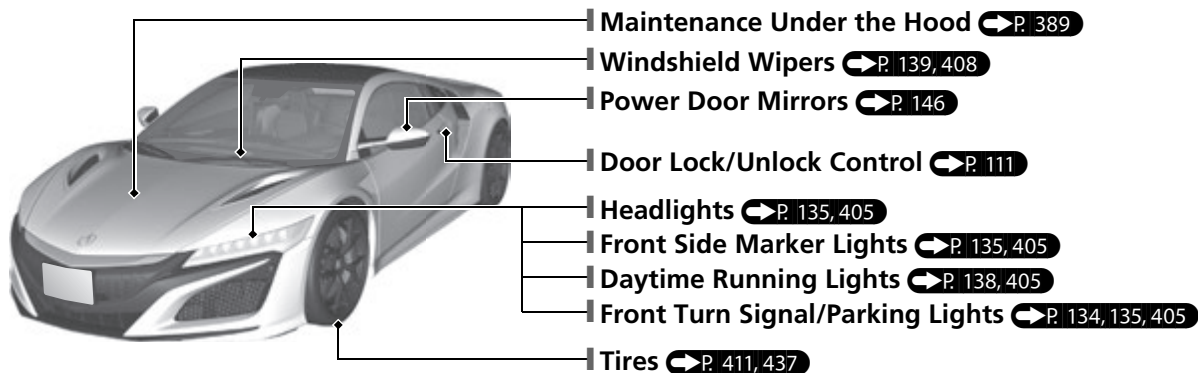 Maintenance Under the Hood P. 389
Windshield Wipers P. 139, 408
Power Door Mirrors P. 146
Door Lock/Unlock Control P. 111
Headlights P. 135, 405
Front Side Marker Lights P. 135, 405
Daytime Running Lights P. 138, 405
Front Turn Signal/Parking Lights P. 134, 135, 405
Tires P. 411, 437